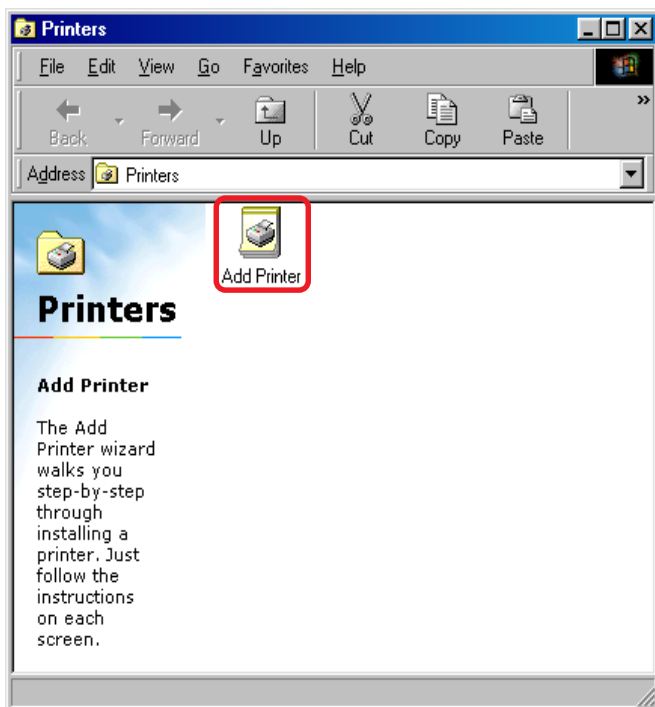 Printers
File Edit View Go Favorites Help
Back Forward Up Cut Copy Paste »
Address Printers
Add Printer
Printers
Add Printer
The Add
Printer wizard
walks you
step-by-step
through
installing a
printer. Just
follow the
instructions
on each
screen.